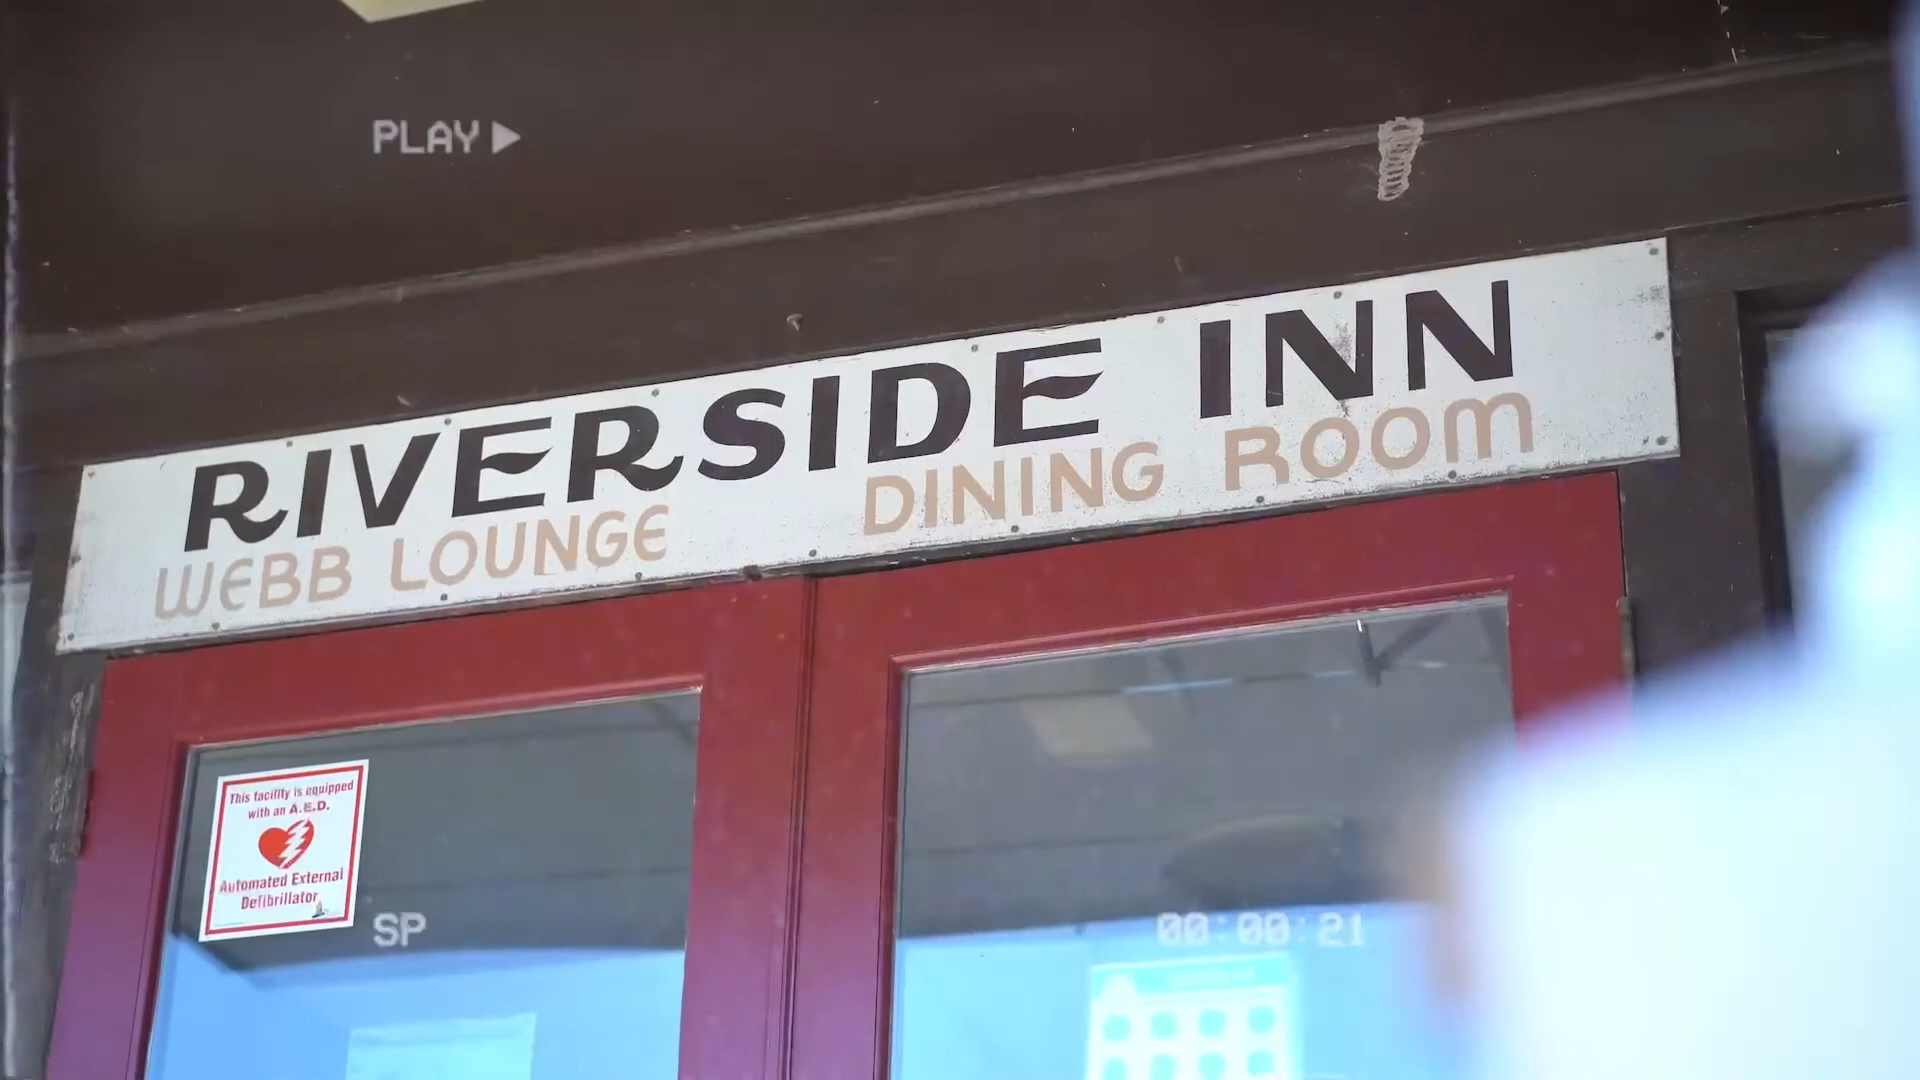 PLAY
RIVERSIDE INN
WEBB LOUNGE DINING ROOM
This facility is equipped
with an A.E.D.
Automated External
Defibrillator
SP
00:00:21